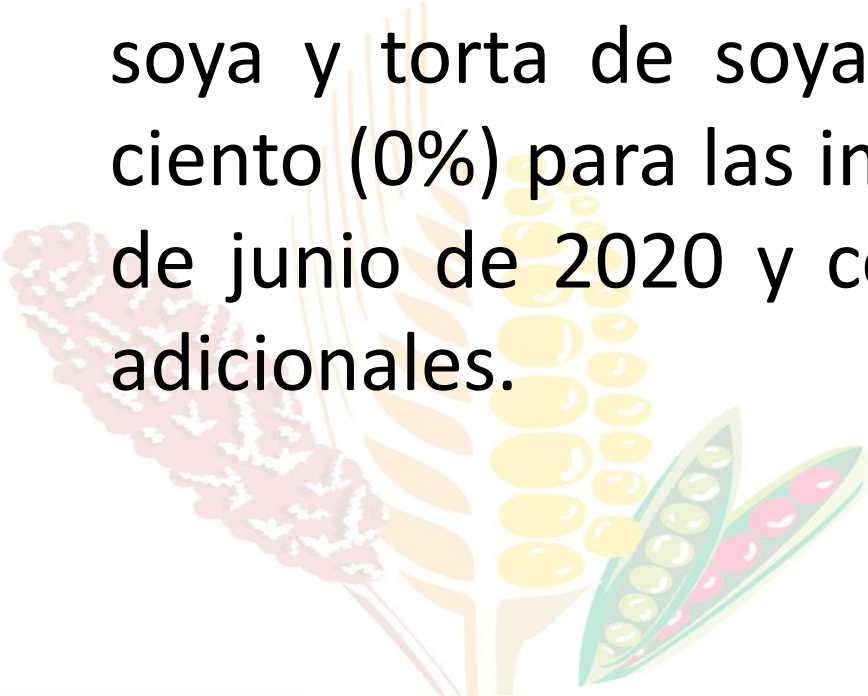 soya y torta de soya
ciento (0%) para las
de junio de 2020 y
adicionales.